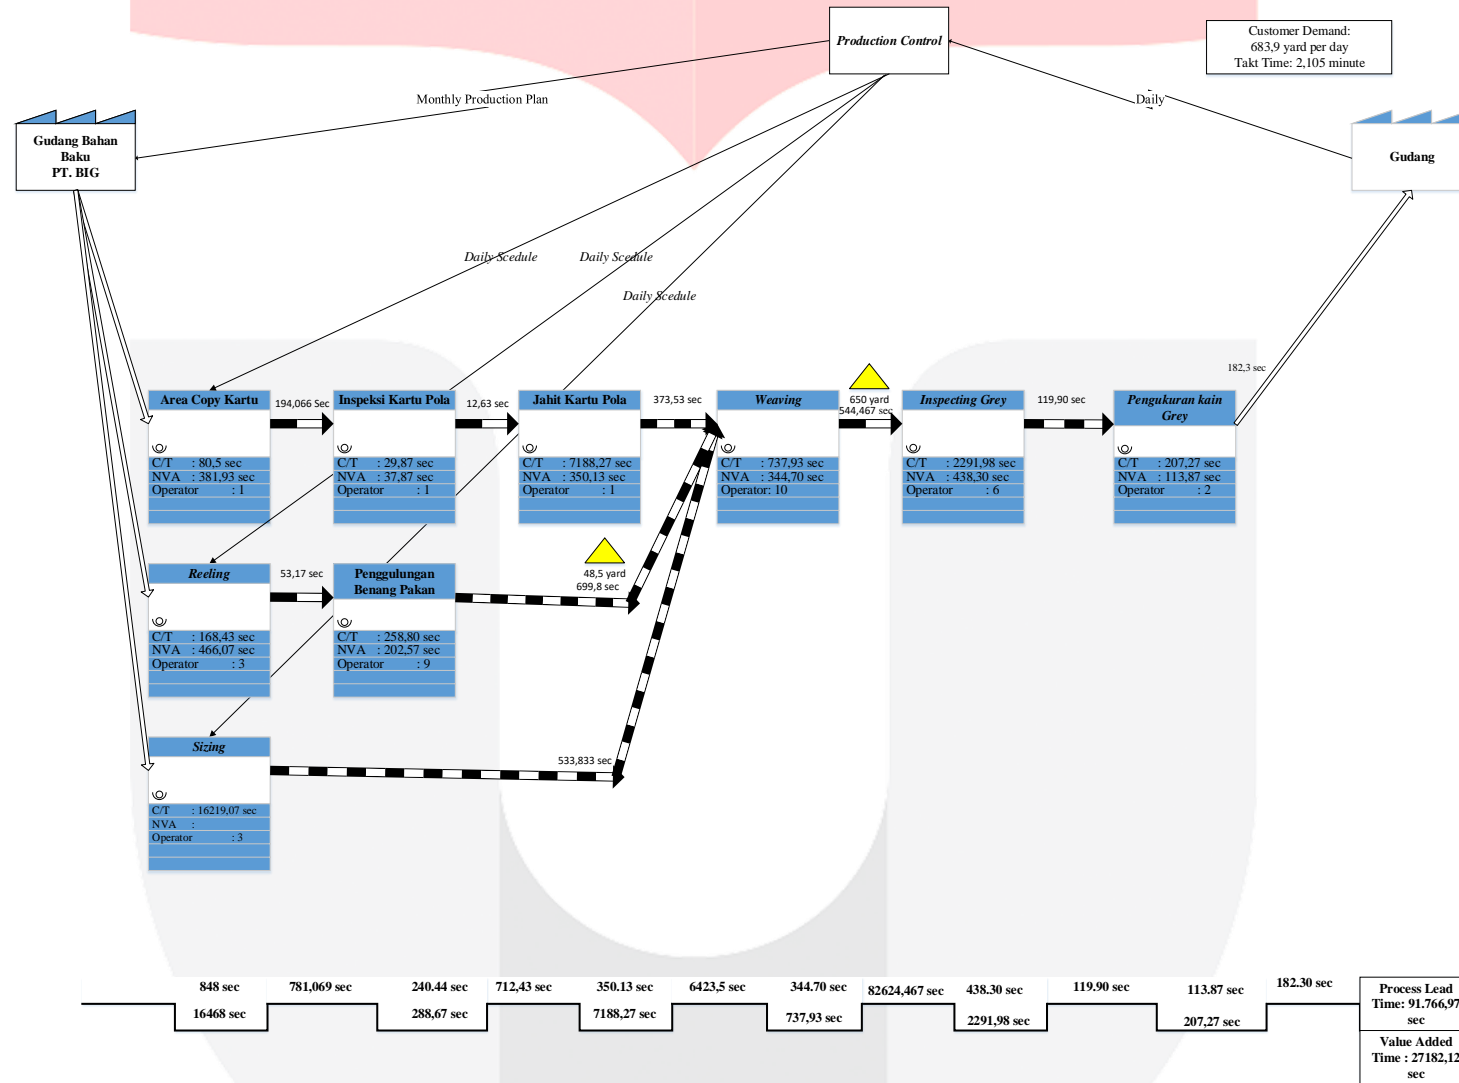 Production Control
Customer Demand:
683,9 yard per day
Takt Time: 2,105 minute
Monthly Production Plan
Daily
Gudang Bahan
Baku
PT. BIG
Gudang
Daily Scedule
Daily Scedule
Daily Scedule
182,3 sec
Area Copy Kartu
C/T : 80,5 sec
NVA : 381,93 sec
Operator : 1
194,066 Sec
Inspeksi Kartu Pola
C/T : 29,87 sec
NVA : 37,87 sec
Operator : 1
12,63 sec
Jahit Kartu Pola
C/T : 7188,27 sec
NVA : 350,13 sec
Operator : 1
373,53 sec
Weaving
C/T : 737,93 sec
NVA : 344,70 sec
Operator: 10
650 yard
544,467 sec
Inspecting Grey
C/T : 2291,98 sec
NVA : 438,30 sec
Operator : 6
119,90 sec
Pengukuran kain
Grey
C/T : 207,27 sec
NVA : 113,87 sec
Operator : 2
Reeling
C/T : 168,43 sec
NVA : 466,07 sec
Operator : 3
53,17 sec
Penggulungan
Benang Pakan
C/T : 258,80 sec
NVA : 202,57 sec
Operator : 9
48,5 yard
699,8 sec
Sizing
C/T : 16219,07 sec
NVA :
Operator : 3
533,833 sec
848 sec
781,069 sec
240.44 sec
712,43 sec
350.13 sec
6423,5 sec
344.70 sec
82624,467 sec
438.30 sec
119.90 sec
113.87 sec
182.30 sec
16468 sec
288,67 sec
7188,27 sec
737,93 sec
2291,98 sec
207,27 sec
Process Lead
Time: 91.766,97
sec
Value Added
Time : 27182,12
sec